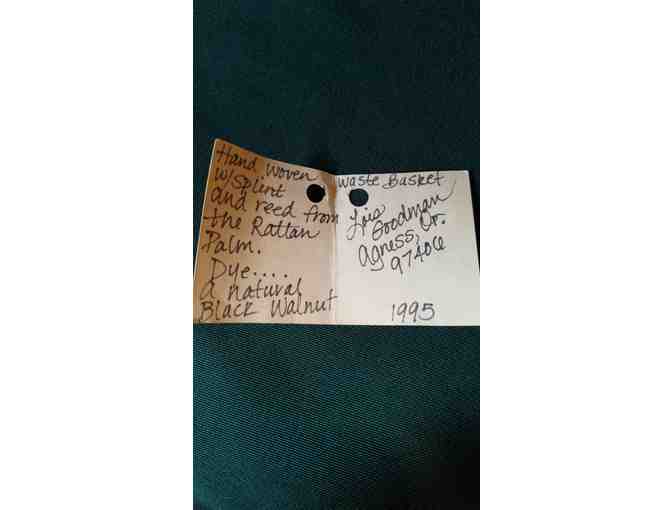 Hand woven
w/splint
and reed from
the Rattan
Palm.
Dye....
a natural
Black Walnut
waste Basket
Lois
Goodman
Agness, Or.
97406
1995